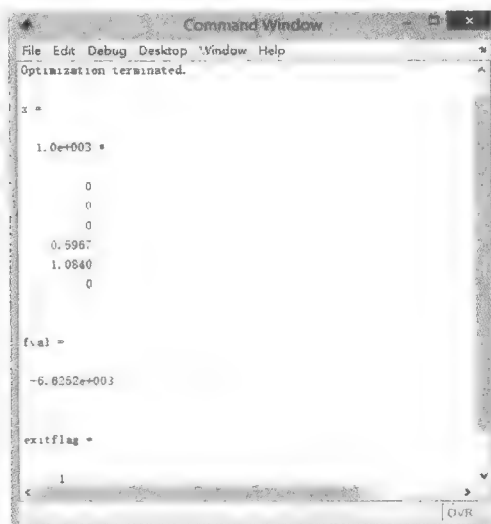 Command Window
File Edit Debug Desktop Window Help
Optimization terminated.
x =
1.0e+003 *
0
0
0
0.5967
1.0840
0
fval =
-6.8252e+003
exitflag =
1
OVR